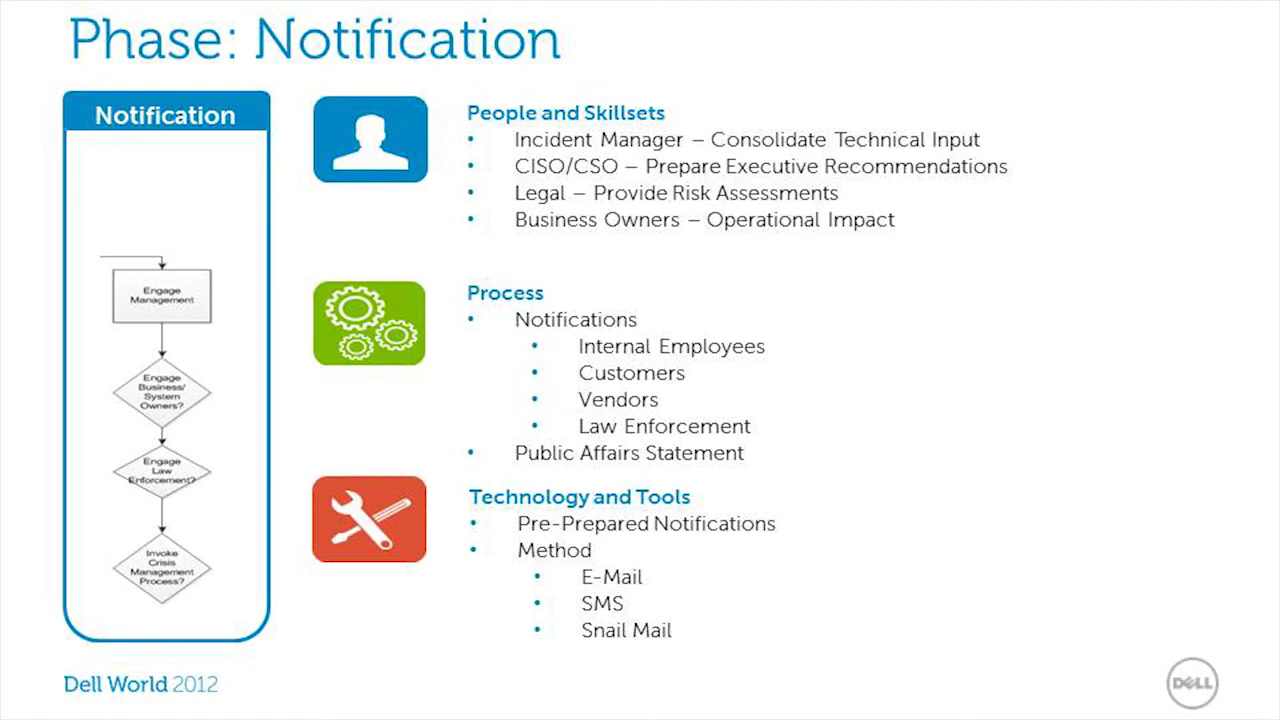 Phase: Notification
Notification
Engage
Management
Engage
Business/
System
Owners?
Engage
Law
Enforcement?
Invoke
Crisis
Management
Process?
People and Skillsets
• Incident Manager – Consolidate Technical Input
• CISO/CSO – Prepare Executive Recommendations
• Legal – Provide Risk Assessments
• Business Owners – Operational Impact
Process
• Notifications
• Internal Employees
• Customers
• Vendors
• Law Enforcement
• Public Affairs Statement
Technology and Tools
• Pre-Prepared Notifications
• Method
• E-Mail
• SMS
• Snail Mail
Dell World 2012
DELL